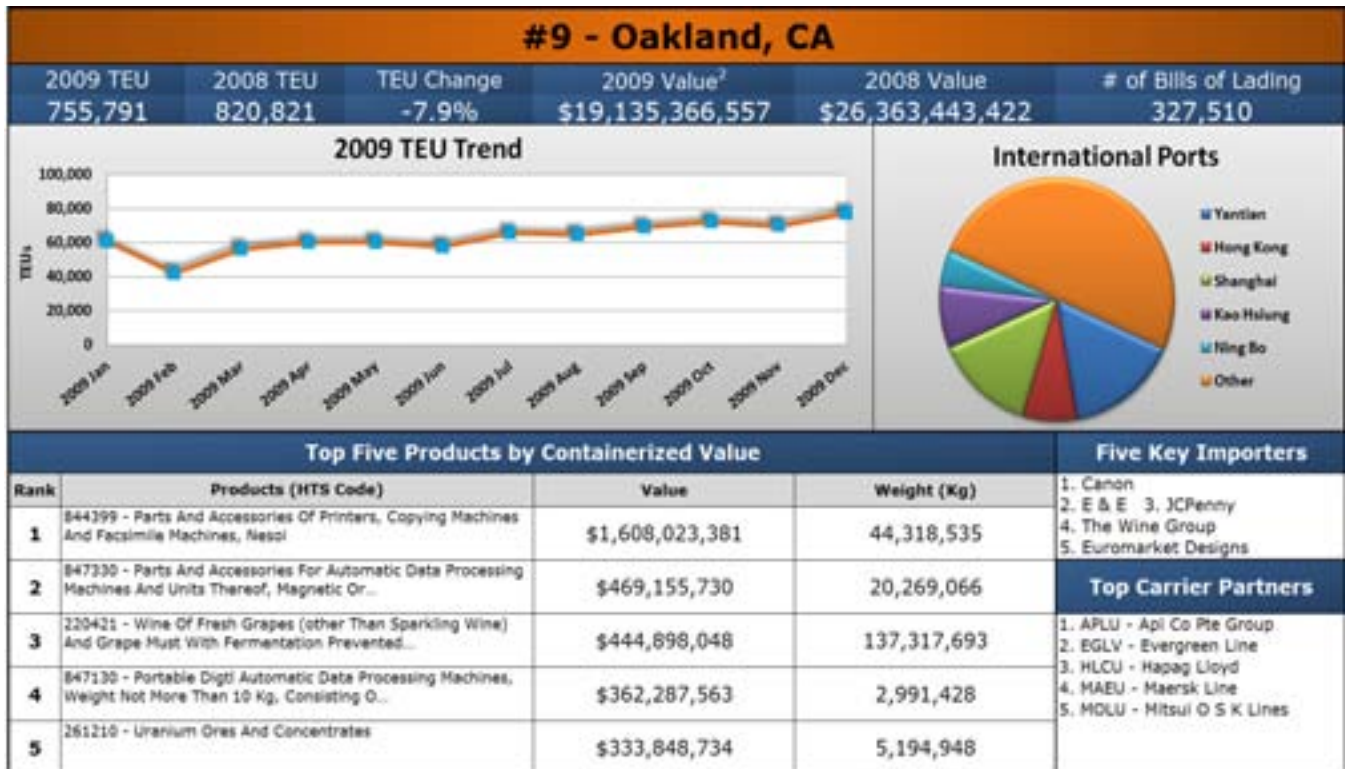 #9 - Oakland, CA
2009 TEU
2008 TEU
TEU Change
2009 Value2
2008 Value
# of Bills of Lading
755,791
820,821
-7.9%
$19,135,366,557
$26,363,443,422
327,510
2009 TEU Trend
100,000
80,000
60,000
40,000
20,000
0
TEUs
2009 Jan
2009 Feb
2009 Mar
2009 Apr
2009 May
2009 Jun
2009 Jul
2009 Aug
2009 Sep
2009 Oct
2009 Nov
2009 Dec
International Ports
Yantian
Hong Kong
Shanghai
Kao Hsiung
Ning Bo
Other
Top Five Products by Containerized Value
Rank
Products (HTS Code)
Value
Weight (Kg)
1
844399 - Parts And Accessories Of Printers, Copying Machines
And Facsimile Machines, Nesoi
$1,608,023,381
44,318,535
2
847330 - Parts And Accessories For Automatic Data Processing
Machines And Units Thereof, Magnetic Or...
$469,155,730
20,269,066
3
220421 - Wine Of Fresh Grapes (other Than Sparkling Wine)
And Grape Must With Fermentation Prevented...
$444,898,048
137,317,693
4
847130 - Portable Digtl Automatic Data Processing Machines,
Weight Not More Than 10 Kg, Consisting O...
$362,287,563
2,991,428
5
261210 - Uranium Ores And Concentrates
$333,848,734
5,194,948
Five Key Importers
1. Canon
2. E & E 3. JCPenny
4. The Wine Group
5. Euromarket Designs
Top Carrier Partners
1. APLU - Apl Co Pte Group
2. EGLV - Evergreen Line
3. HLCU - Hapag Lloyd
4. MAEU - Maersk Line
5. MOLU - Mitsui O S K Lines